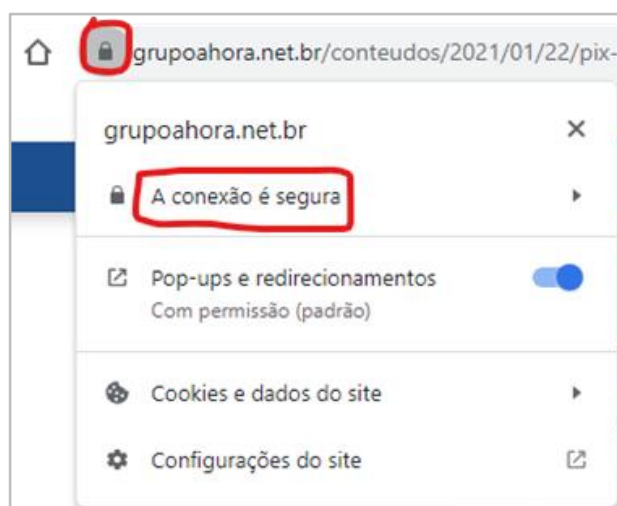 grupoahora.net.br/conteudos/2021/01/22/pix-
grupoahora.net.br
A conexão é segura
Pop-ups e redirecionamentos
Com permissão (padrão)
Cookies e dados do site
Configurações do site